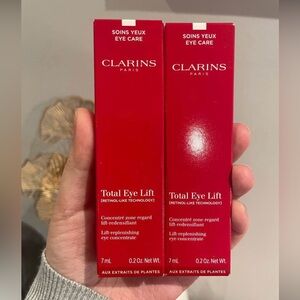 SOINS YEUX
EYE CARE
CLARINS
PARIS
Total Eye Lift
[RETINOL-LIKE TECHNOLOGY]
Concentré zone regard
lift-redensifiant
Lift-replenishing
eye concentrate
7 mL 0.2 Oz. Net Wt.
AUX EXTRAITS DE PLANTES
SOINS YEUX
EYE CARE
CLARINS
PARIS
Total Eye Lift
[RETINOL-LIKE TECHNOLOGY]
Concentré zone regard
lift-redensifiant
Lift-replenishing
eye concentrate
7 mL 0.2 Oz. Net Wt.
AUX EXTRAITS DE PLANTES